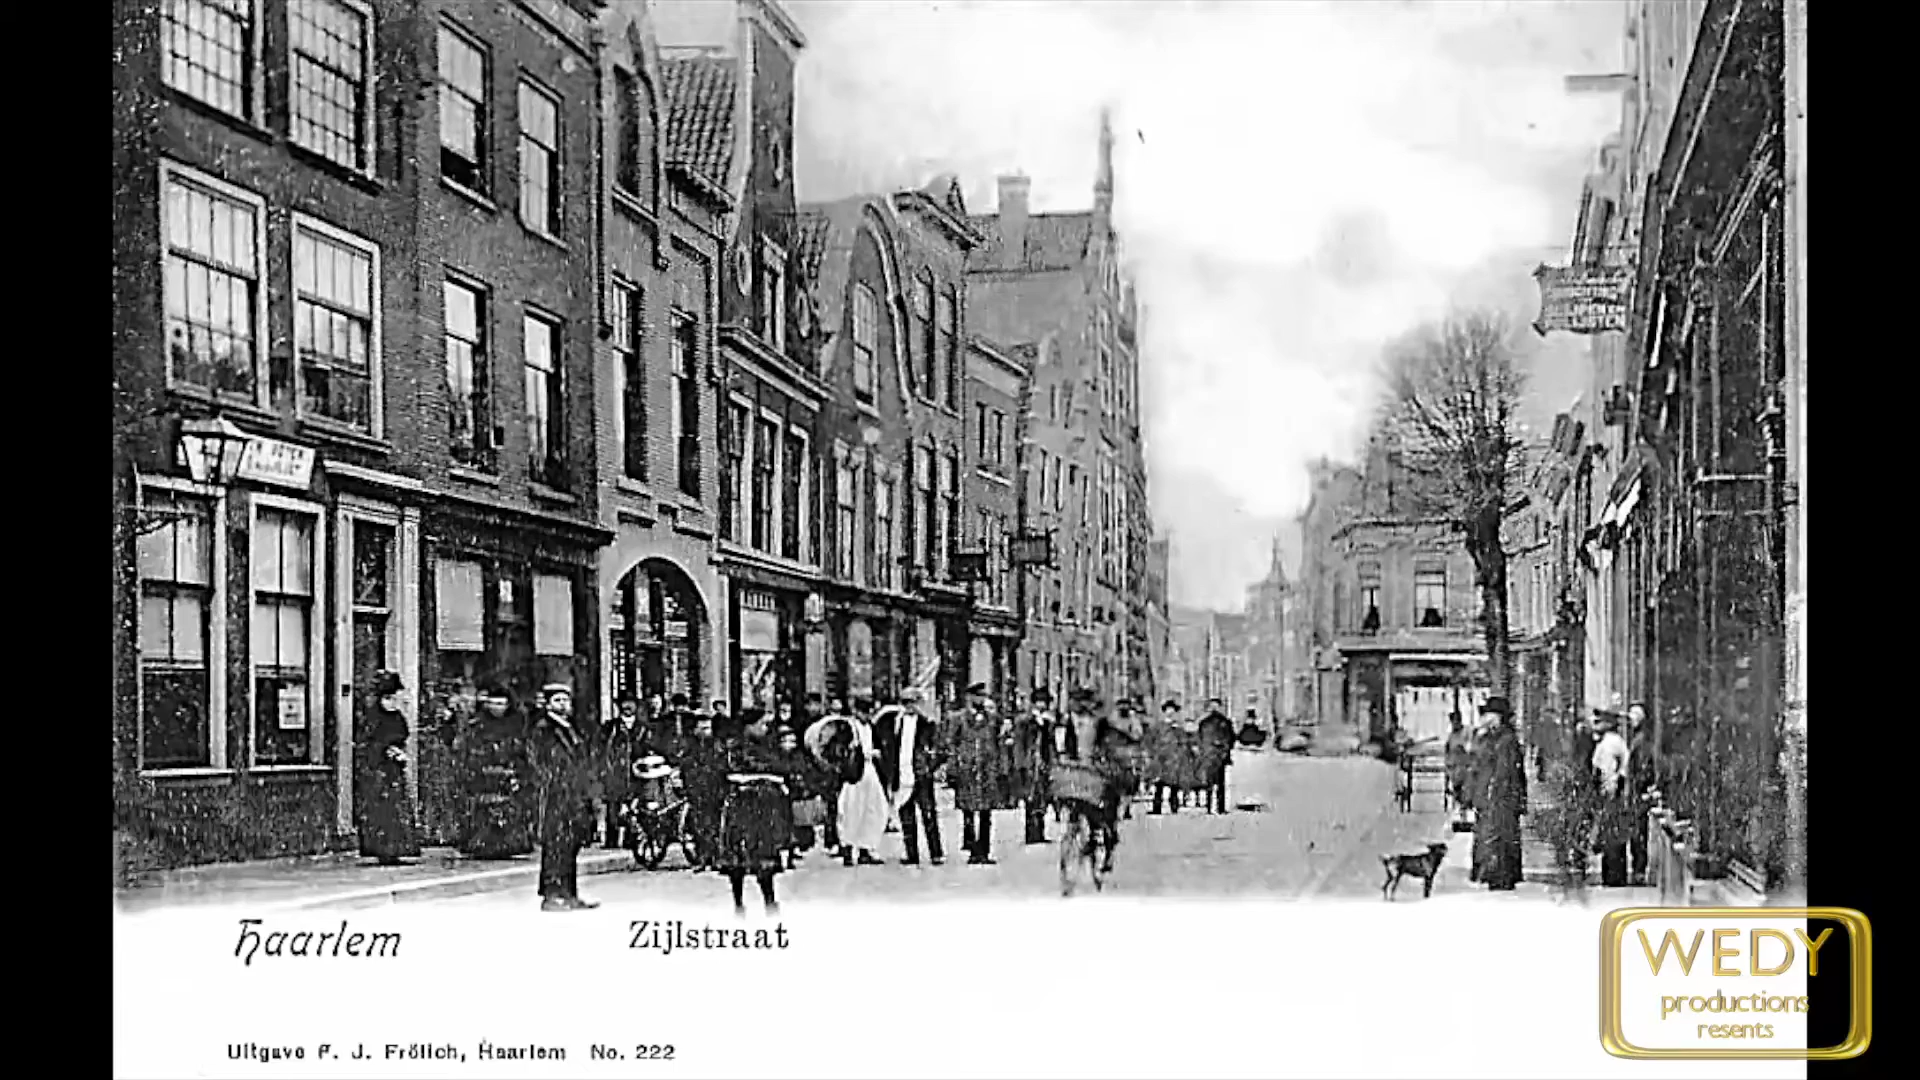 Haarlem
Zijlstraat
Uitgave F. J. Frölich, Haarlem No. 222
WEDY
productions
resents